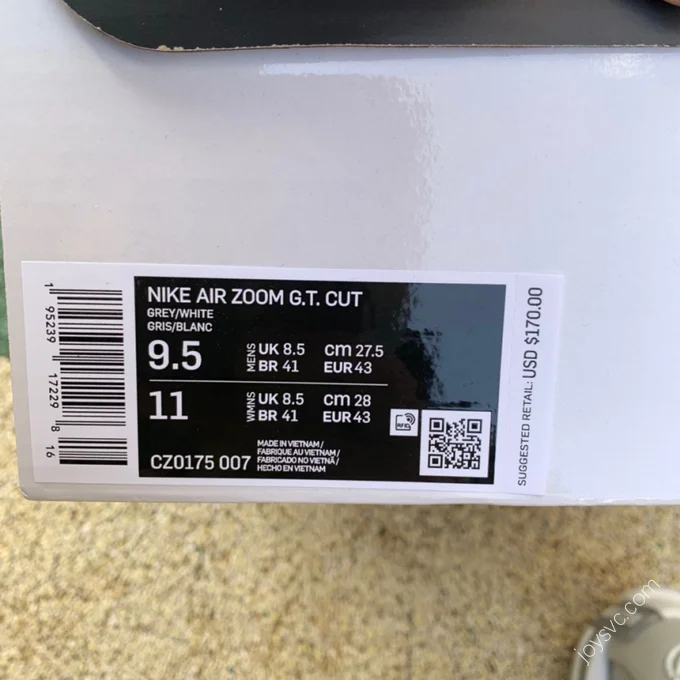 1
95239
17229
8
16
NIKE AIR ZOOM G.T. CUT
GREY/WHITE
GRIS/BLANC
9.5 MENS UK 8.5 cm 27.5
BR 41 EUR 43
11 WMNS UK 8.5 cm 28
BR 41 EUR 43
RFID
CZ0175 007
MADE IN VIETNAM /
FABRIQUE AU VIETNAM /
FABRICADO NO VIETNÃ /
HECHO EN VIETNAM
SUGGESTED RETAIL: USD $170.00
joysvc.com